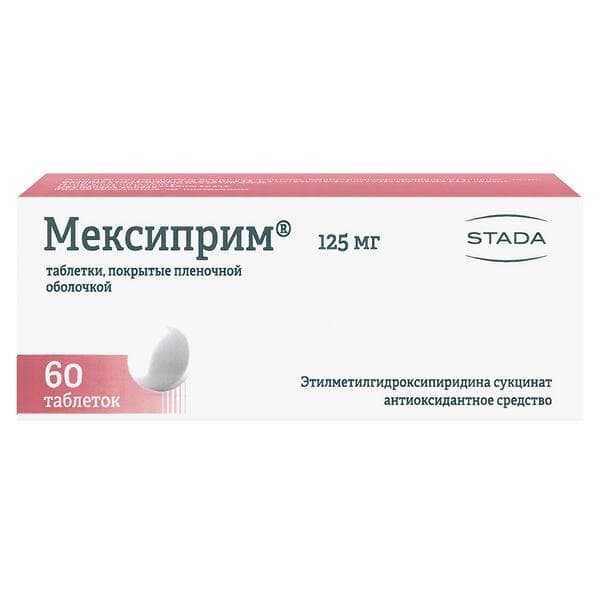 Мексиприм®
125 мг
STADA
таблетки, покрытые пленочной
оболочкой
60
таблеток
Этилметилгидроксипиридина сукцинат
антиоксидантное средство